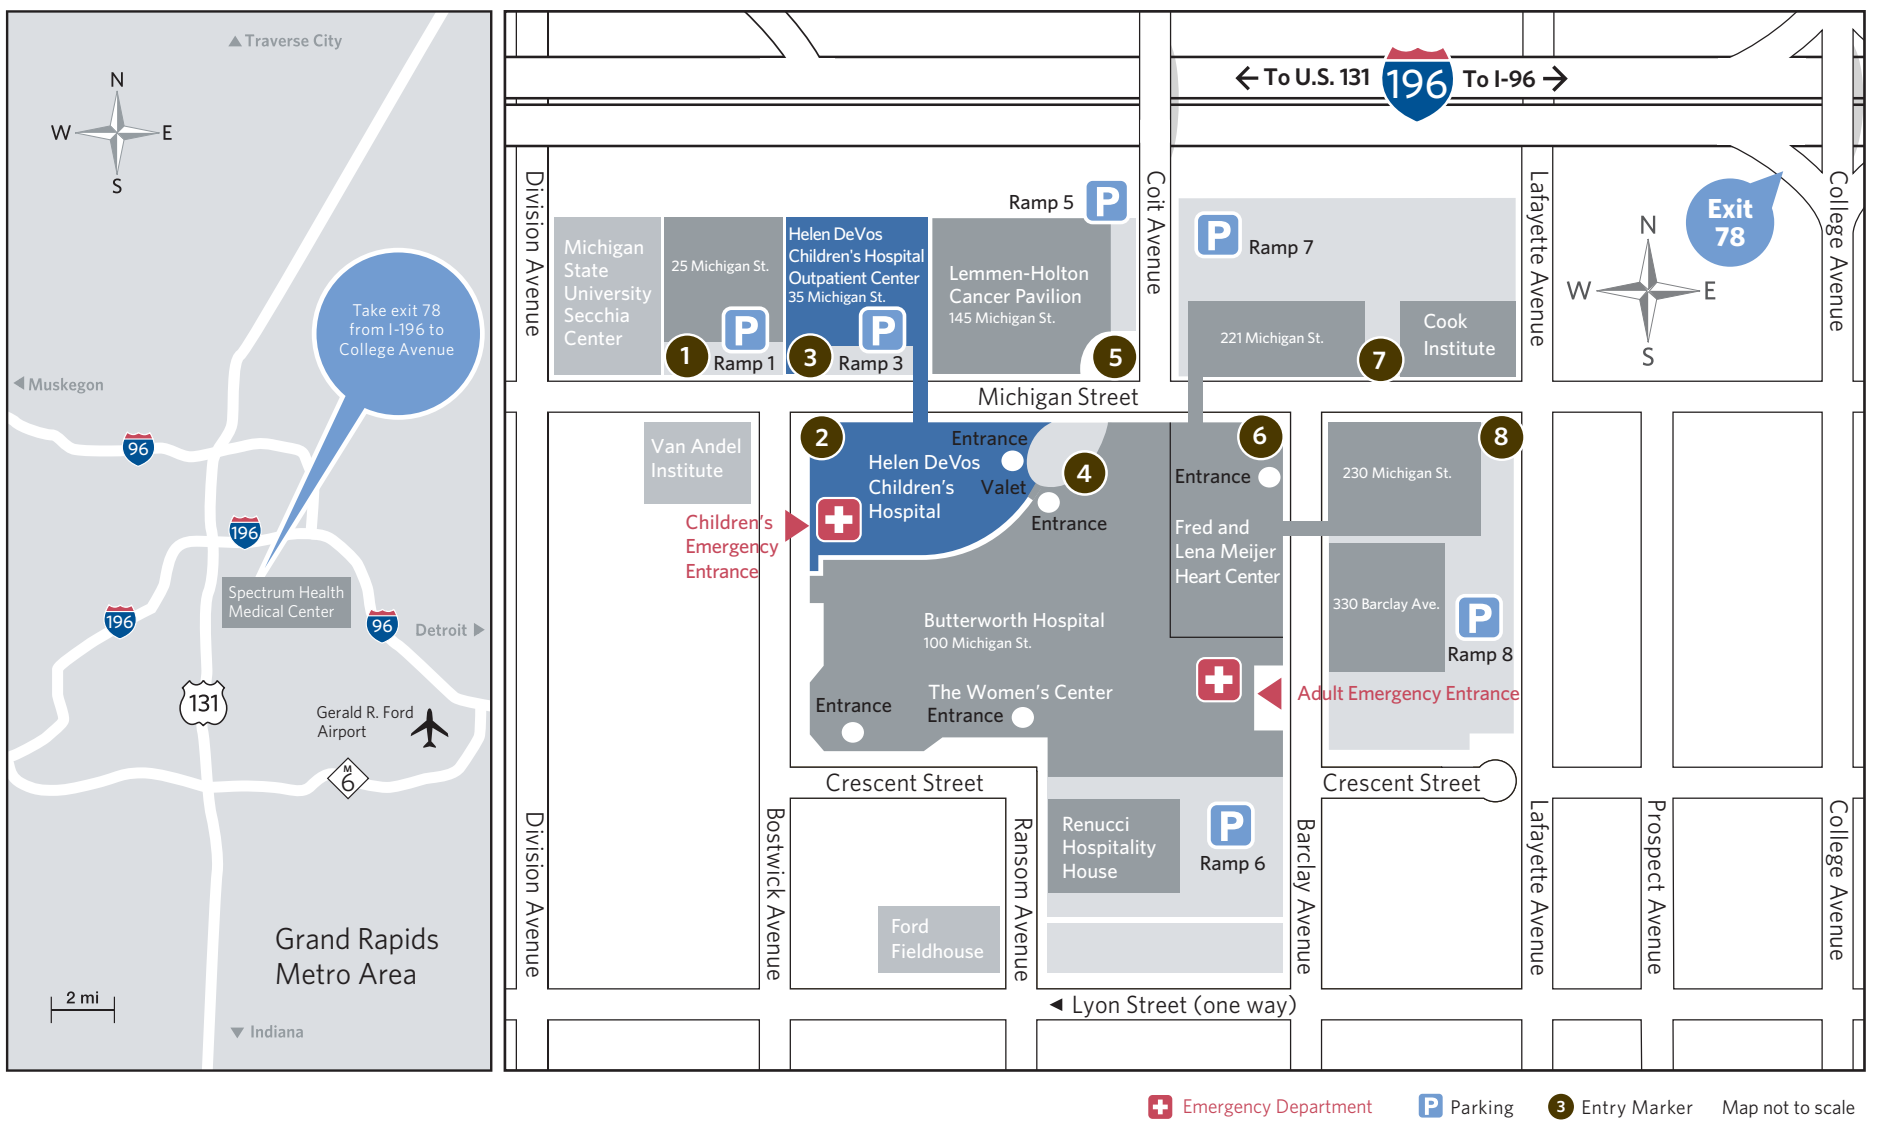 Traverse City
N
W
E
S
Take exit 78
from I-196 to
College Avenue
Muskegon
96
196
Spectrum Health
Medical Center
196
96
Detroit
131
Gerald R. Ford
Airport
M
6
Grand Rapids
Metro Area
2 mi
Indiana
To U.S. 131
196
To I-96
Division Avenue
Coit Avenue
Lafayette Avenue
College Avenue
Exit
78
N
W
E
S
Michigan
State
University
Secchia
Center
25 Michigan St.
1
P
Ramp 1
Helen DeVos
Children's Hospital
Outpatient Center
35 Michigan St.
3
P
Ramp 3
Ramp 5
P
Lemmen-Holton
Cancer Pavilion
145 Michigan St.
5
P
Ramp 7
221 Michigan St.
7
Cook
Institute
Michigan Street
Van Andel
Institute
2
Entrance
Helen DeVos
Children’s
Hospital
Valet
4
Entrance
Children’s
Emergency
Entrance
6
Entrance
Fred and
Lena Meijer
Heart Center
8
230 Michigan St.
330 Barclay Ave.
P
Ramp 8
Butterworth Hospital
100 Michigan St.
The Women’s Center
Entrance
Entrance
Adult Emergency Entrance
Crescent Street
Crescent Street
Division Avenue
Bostwick Avenue
Ransom Avenue
Barclay Avenue
Lafayette Avenue
Prospect Avenue
College Avenue
Renucci
Hospitality
House
P
Ramp 6
Ford
Fieldhouse
Lyon Street (one way)
Emergency Department
P
Parking
3
Entry Marker
Map not to scale